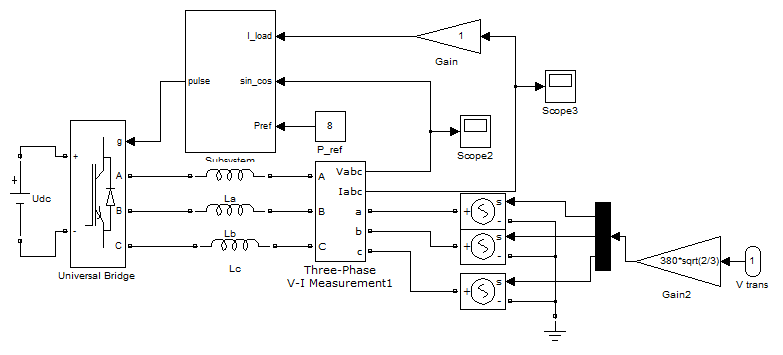 I_load
1
Gain
pulse
sin_cos
Scope3
Pref
8
P_ref
Scope2
Subsystem
g
+
A
B
C
-
+
Udc
Universal Bridge
La
Lb
Lc
A
B
C
Vabc
Iabc
a
b
c
Three-Phase
V-I Measurement1
+
s
-
+
s
-
+
s
-
380*sqrt(2/3)
Gain2
1
V trans